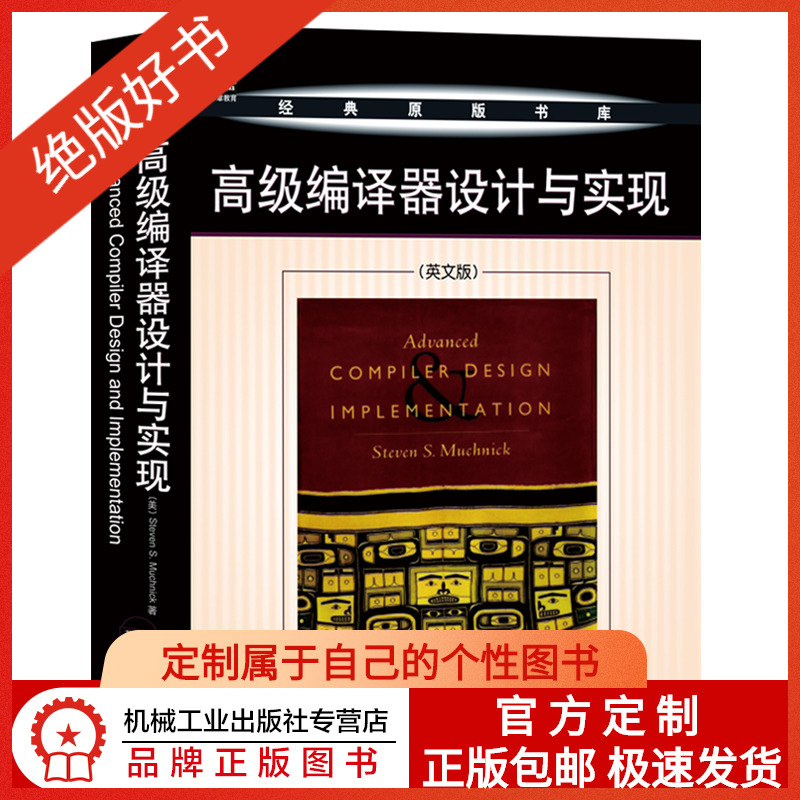 绝版好书
章教育
经典原版书库
高级编译器设计与实现
(英文版)
Advanced
COMPILER DESIGN
&
IMPLEMENTATION
Steven S. Muchnick
高级编译器设计与实现
anced Compiler Design and Implementation
(美) Steven S. Muchnick 著
定制属于自己的个性图书
机械工业出版社专营店
品牌正版图书
官方定制
正版包邮 极速发货